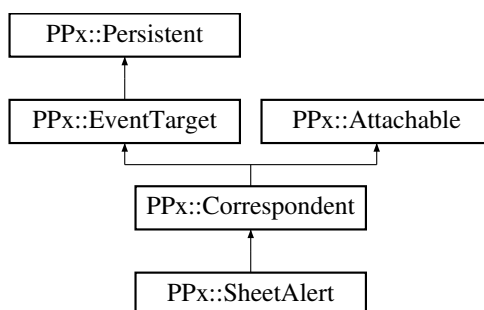 PPx::Persistent
PPx::EventTarget
PPx::Attachable
PPx::Correspondent
PPx::SheetAlert